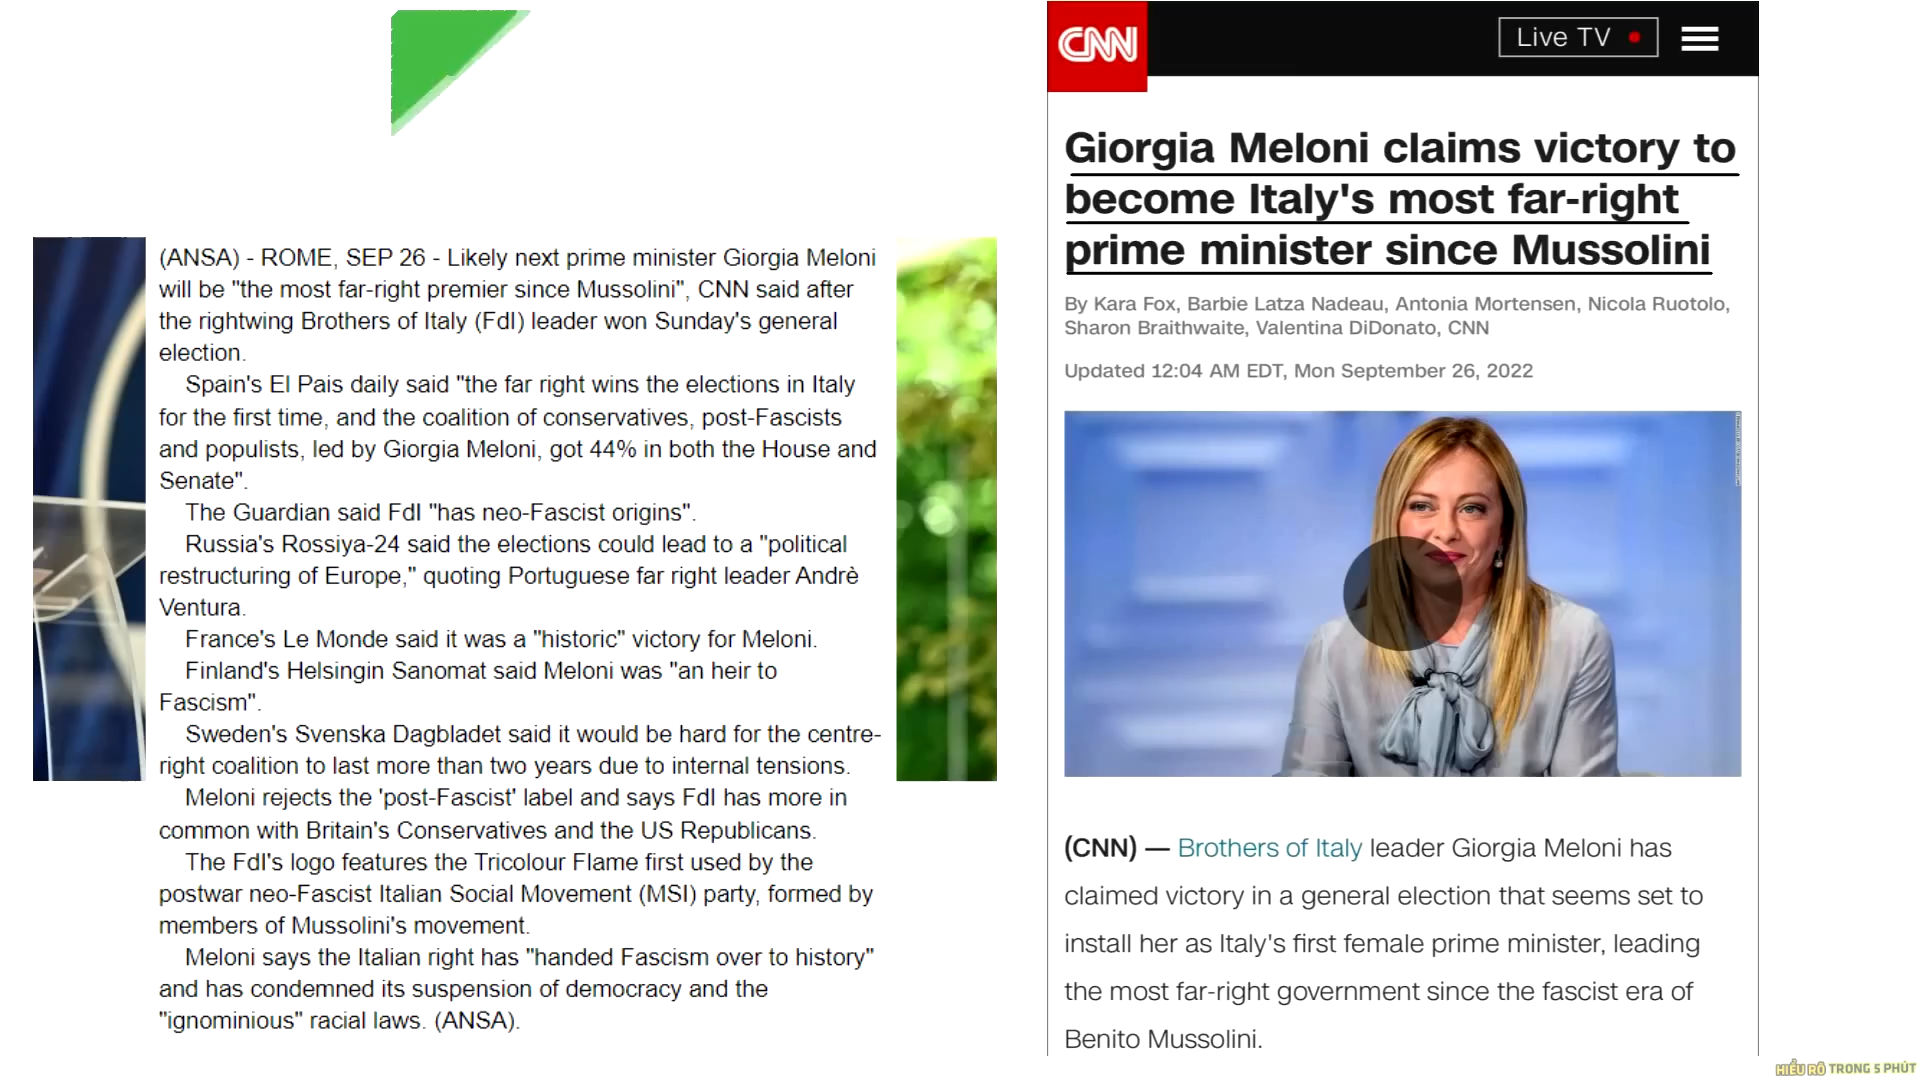 (ANSA) - ROME, SEP 26 - Likely next prime minister Giorgia Meloni
will be "the most far-right premier since Mussolini", CNN said after
the rightwing Brothers of Italy (FdI) leader won Sunday's general
election.
Spain's El Pais daily said "the far right wins the elections in Italy
for the first time, and the coalition of conservatives, post-Fascists
and populists, led by Giorgia Meloni, got 44% in both the House and
Senate".
The Guardian said FdI "has neo-Fascist origins".
Russia's Rossiya-24 said the elections could lead to a "political
restructuring of Europe," quoting Portuguese far right leader Andrè
Ventura.
France's Le Monde said it was a "historic" victory for Meloni.
Finland's Helsingin Sanomat said Meloni was "an heir to
Fascism".
Sweden's Svenska Dagbladet said it would be hard for the centre-
right coalition to last more than two years due to internal tensions.
Meloni rejects the 'post-Fascist' label and says FdI has more in
common with Britain's Conservatives and the US Republicans.
The FdI's logo features the Tricolour Flame first used by the
postwar neo-Fascist Italian Social Movement (MSI) party, formed by
members of Mussolini's movement.
Meloni says the Italian right has "handed Fascism over to history"
and has condemned its suspension of democracy and the
"ignominious" racial laws. (ANSA).
CNN
Live TV
Giorgia Meloni claims victory to
become Italy's most far-right
prime minister since Mussolini
By Kara Fox, Barbie Latza Nadeau, Antonia Mortensen, Nicola Ruotolo,
Sharon Braithwaite, Valentina DiDonato, CNN
Updated 12:04 AM EDT, Mon September 26, 2022
(CNN) — Brothers of Italy leader Giorgia Meloni has
claimed victory in a general election that seems set to
install her as Italy's first female prime minister, leading
the most far-right government since the fascist era of
Benito Mussolini.
HIỂU RÕ TRONG 5 PHÚT